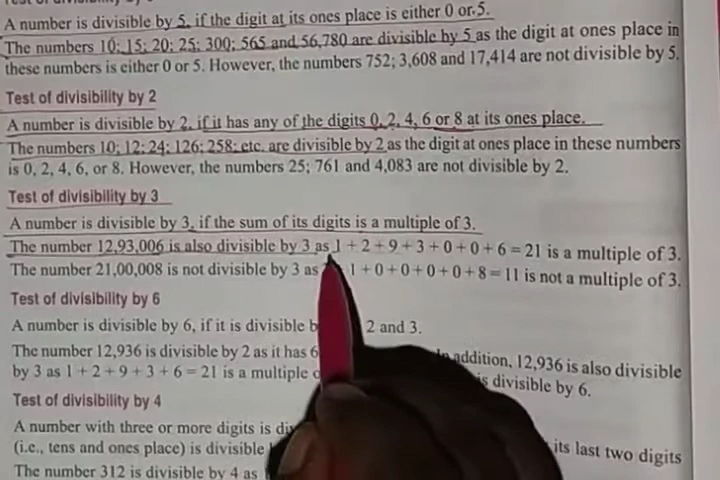 A number is divisible by 5, if the digit at its ones place is either 0 or 5.
The numbers 10; 15; 20; 25; 300; 565 and 56,780 are divisible by 5 as the digit at ones place in
these numbers is either 0 or 5. However, the numbers 752; 3,608 and 17,414 are not divisible by 5.
Test of divisibility by 2
A number is divisible by 2, if it has any of the digits 0, 2, 4, 6 or 8 at its ones place.
The numbers 10; 12; 24; 126; 258; etc. are divisible by 2 as the digit at ones place in these numbers
is 0, 2, 4, 6, or 8. However, the numbers 25; 761 and 4,083 are not divisible by 2.
Test of divisibility by 3
A number is divisible by 3, if the sum of its digits is a multiple of 3.
The number 12,93,006 is also divisible by 3 as 1 + 2 + 9 + 3 + 0 + 0 + 6 = 21 is a multiple of 3.
The number 21,00,008 is not divisible by 3 as 1 + 0 + 0 + 0 + 0 + 8 = 11 is not a multiple of 3.
Test of divisibility by 6
A number is divisible by 6, if it is divisible 2 and 3.
The number 12,936 is divisible by 2 as it has 6 addition, 12,936 is also divisible
by 3 as 1 + 2 + 9 + 3 + 6 = 21 is a multiple is divisible by 6.
Test of divisibility by 4
A number with three or more digits is its last two digits
(i.e., tens and ones place) is divisible
The number 312 is divisible by 4 as